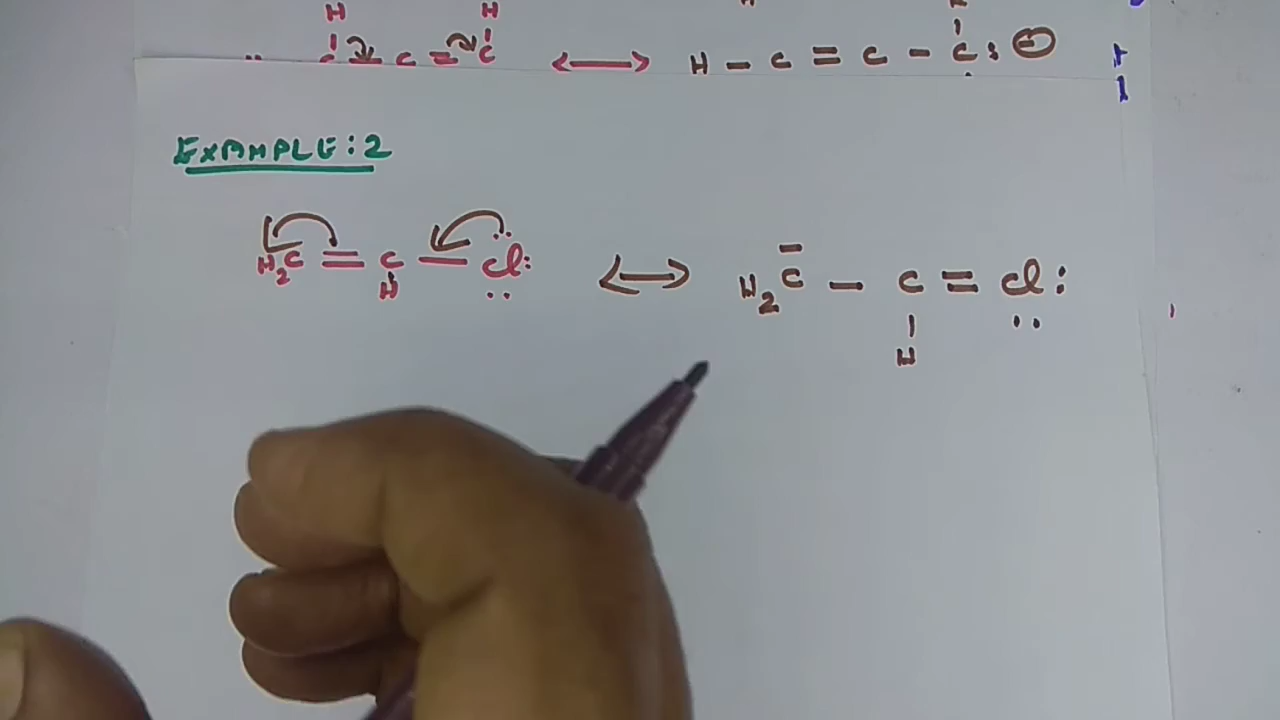 H H
C C = C ↔ H - C = C - C : ⊖
EXAMPLE:2
H₂C = C - Cl: ↔ H₂C̄ - C = Cl:
H H